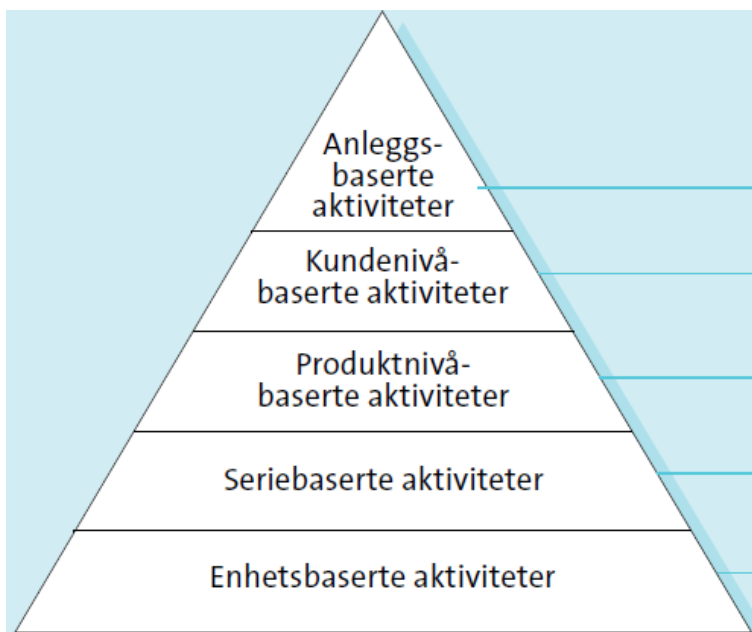 Anleggs-
baserte
aktiviteter
Kundenivå-
baserte aktiviteter
Produktnivå-
baserte aktiviteter
Seriebaserte aktiviteter
Enhetsbaserte aktiviteter